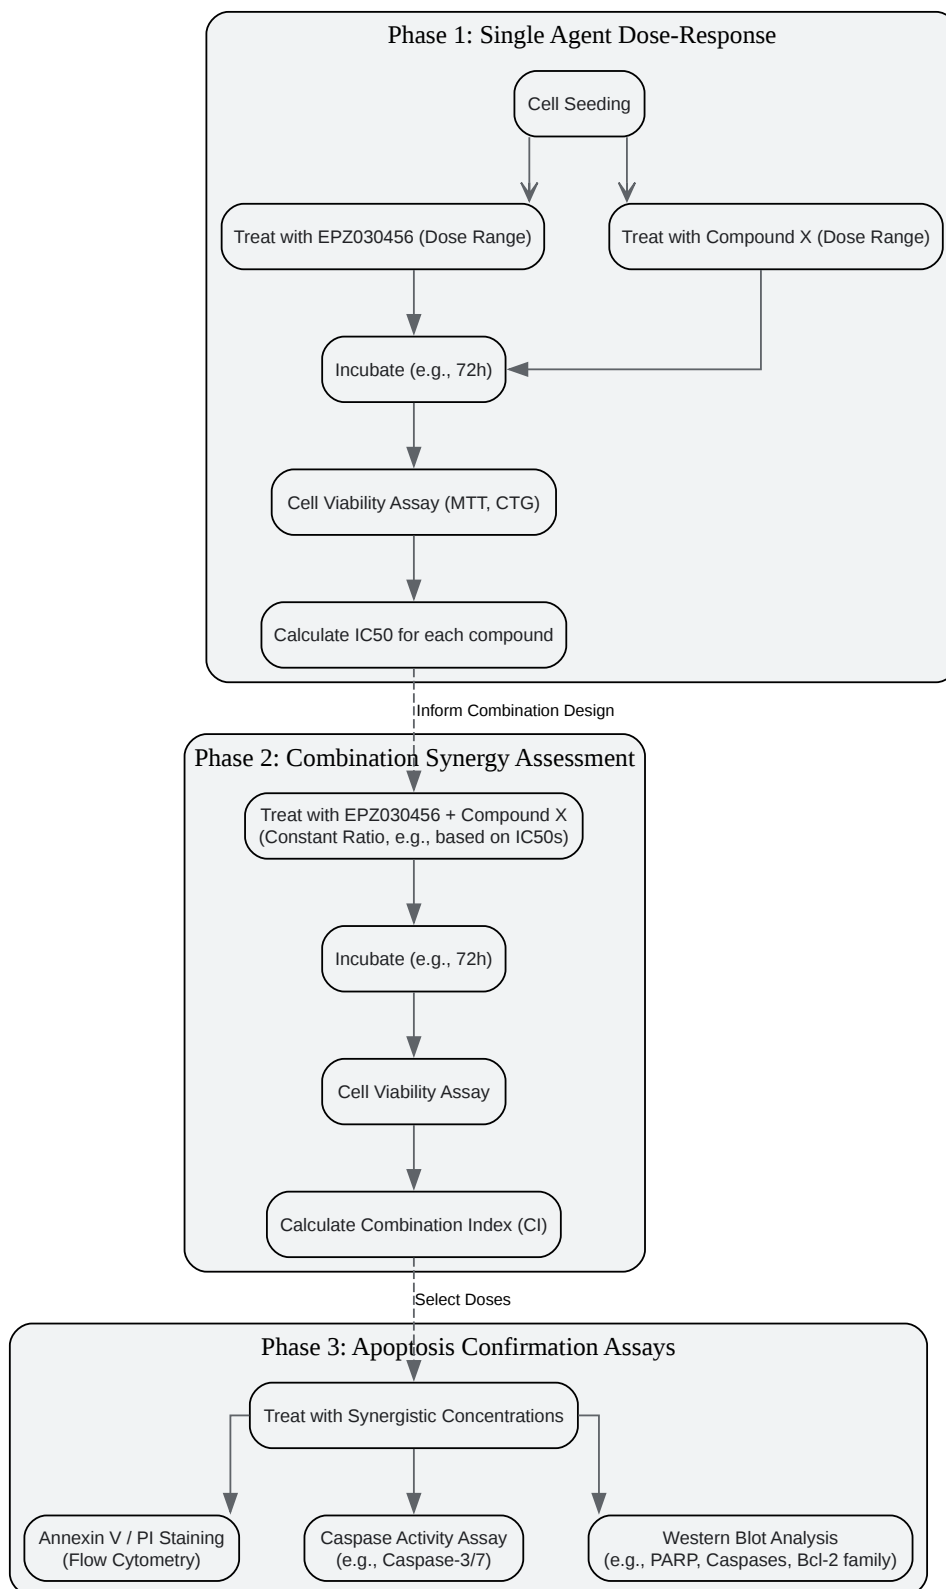 Phase 1: Single Agent Dose-Response
Cell Seeding
Treat with EPZ030456 (Dose Range)
Treat with Compound X (Dose Range)
Incubate (e.g., 72h)
Cell Viability Assay (MTT, CTG)
Calculate IC50 for each compound
Inform Combination Design
Phase 2: Combination Synergy Assessment
Treat with EPZ030456 + Compound X
(Constant Ratio, e.g., based on IC50s)
Incubate (e.g., 72h)
Cell Viability Assay
Calculate Combination Index (CI)
Select Doses
Phase 3: Apoptosis Confirmation Assays
Treat with Synergistic Concentrations
Annexin V / PI Staining
(Flow Cytometry)
Caspase Activity Assay
(e.g., Caspase-3/7)
Western Blot Analysis
(e.g., PARP, Caspases, Bcl-2 family)